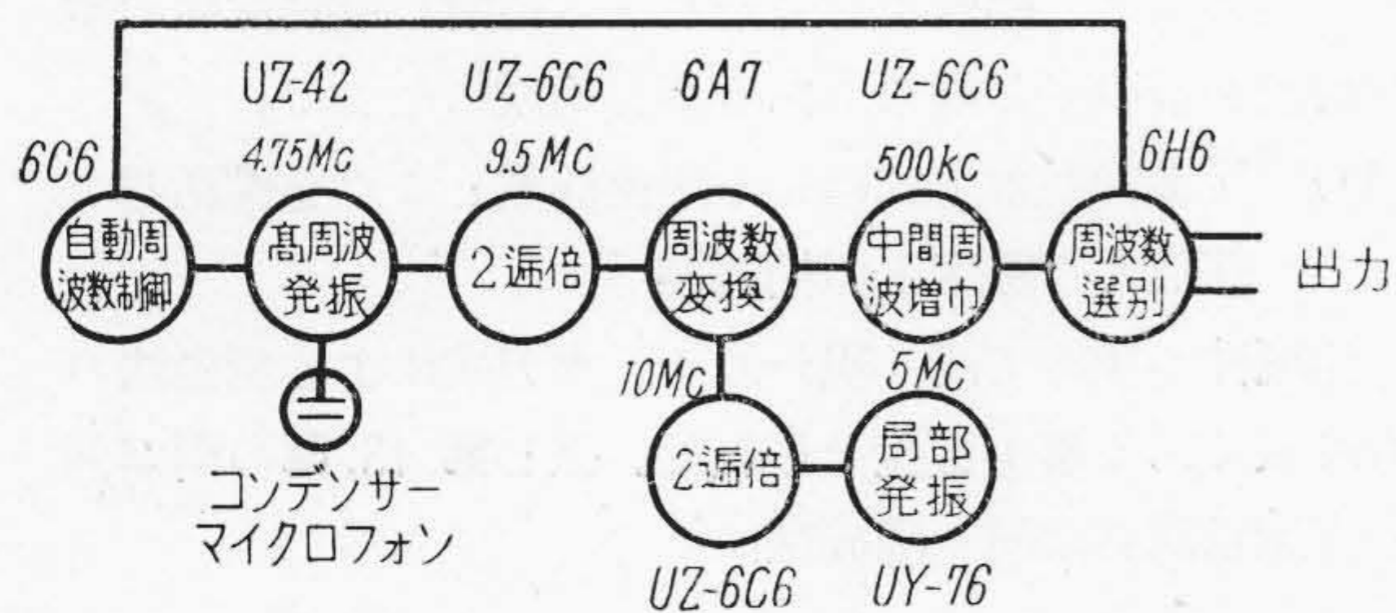 UZ-42 UZ-6C6 6A7 UZ-6C6
6C6 4.75Mc 9.5Mc 500kc 6H6
自動周
波数制御
高周波
発振
2逓倍
周波数
変換
中間周
波増巾
周波数
選別
出力
10Mc 5Mc
2逓倍
局部
発振
コンデンサー
マイクロフォン
UZ-6C6 UY-76